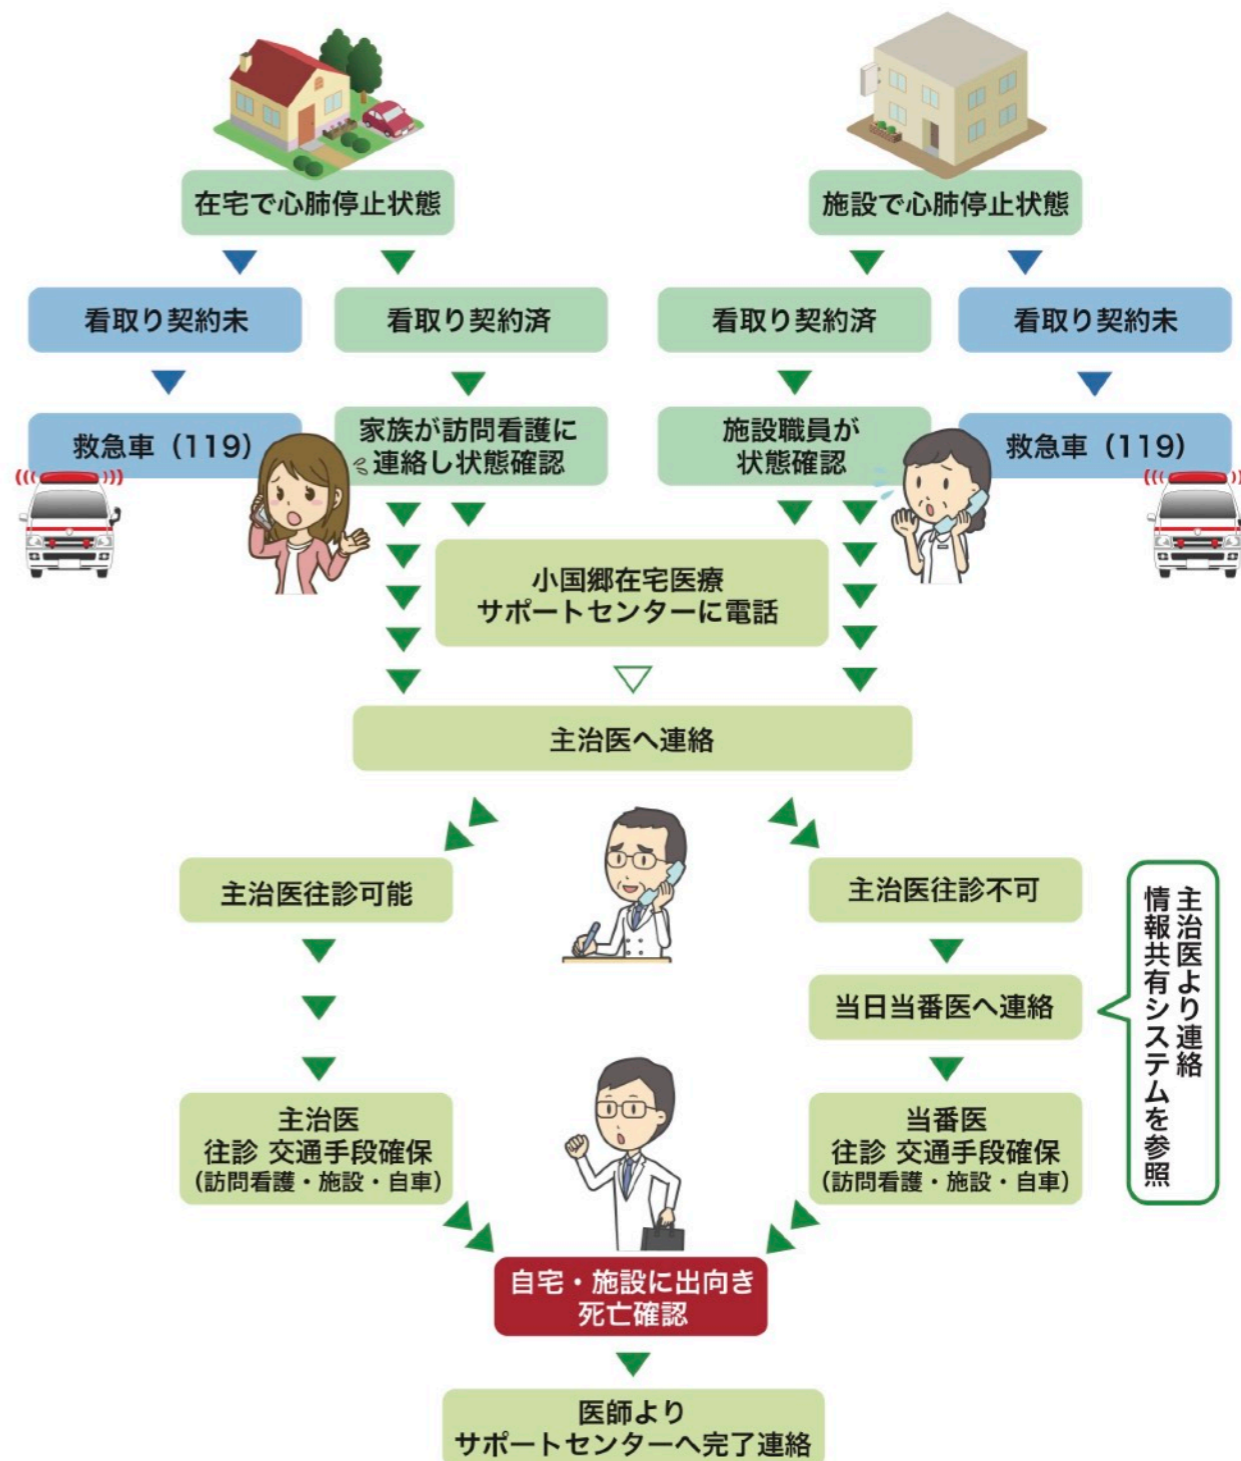 在宅で心肺停止状態
施設で心肺停止状態
看取り契約未
看取り契約済
看取り契約済
看取り契約未
救急車（119）
家族が訪問看護に
連絡し状態確認
施設職員が
状態確認
救急車（119）
小国郷在宅医療
サポートセンターに電話
主治医へ連絡
主治医往診可能
主治医往診不可
当日当番医へ連絡
主治医より連絡
情報共有システムを参照
主治医
往診 交通手段確保
（訪問看護・施設・自車）
当番医
往診 交通手段確保
（訪問看護・施設・自車）
自宅・施設に出向き
死亡確認
医師より
サポートセンターへ完了連絡